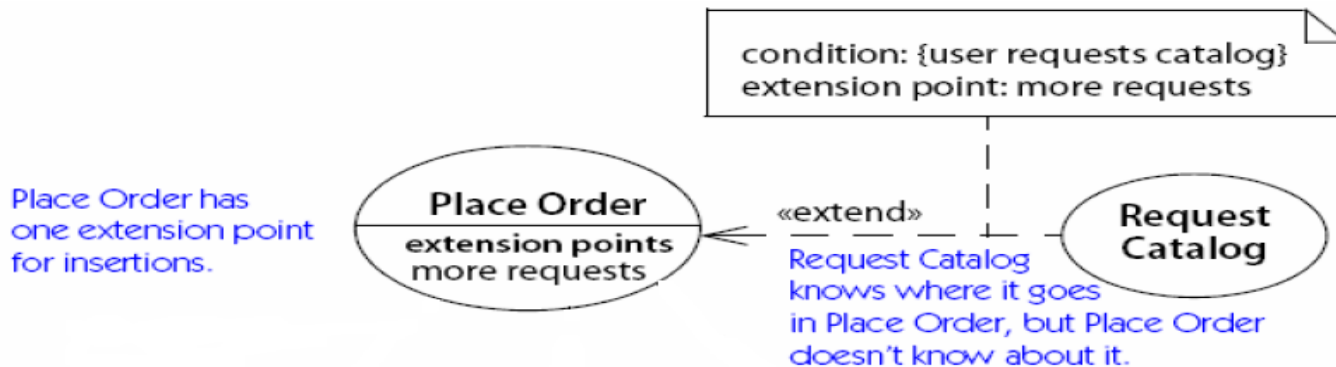 condition: {user requests catalog}
extension point: more requests
Place Order has
one extension point
for insertions.
Place Order
extension points
more requests
«extend»
Request
Catalog
Request Catalog
knows where it goes
in Place Order, but Place Order
doesn't know about it.